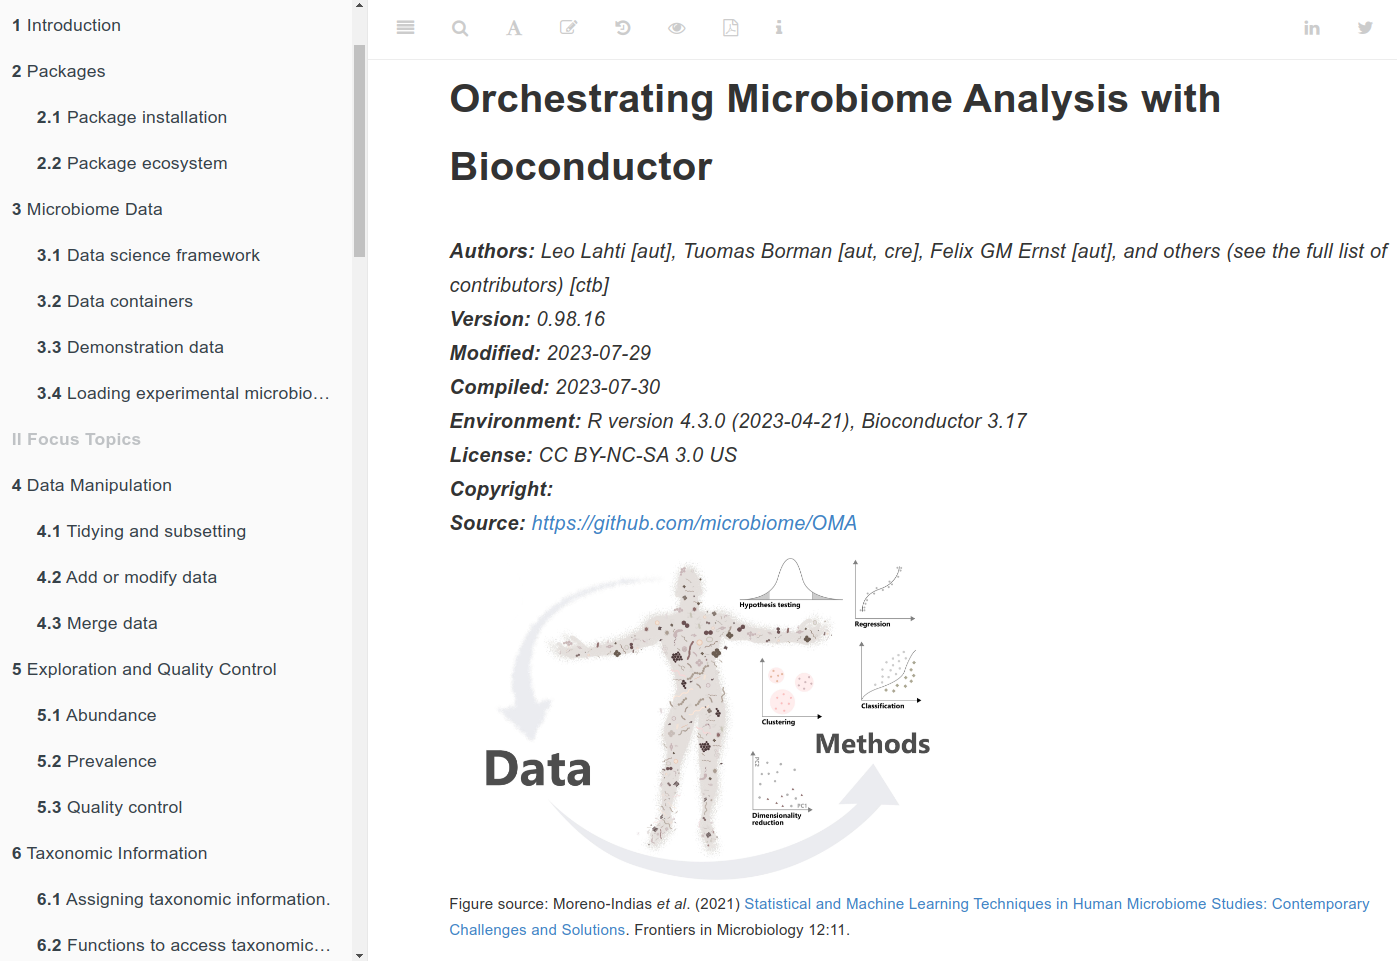 1 Introduction
2 Packages
2.1 Package installation
2.2 Package ecosystem
3 Microbiome Data
3.1 Data science framework
3.2 Data containers
3.3 Demonstration data
3.4 Loading experimental microbio…
II Focus Topics
4 Data Manipulation
4.1 Tidying and subsetting
4.2 Add or modify data
4.3 Merge data
5 Exploration and Quality Control
5.1 Abundance
5.2 Prevalence
5.3 Quality control
6 Taxonomic Information
6.1 Assigning taxonomic information.
6.2 Functions to access taxonomic…
Orchestrating Microbiome Analysis with
Bioconductor
Authors: Leo Lahti [aut], Tuomas Borman [aut, cre], Felix GM Ernst [aut], and others (see the full list of
contributors) [ctb]
Version: 0.98.16
Modified: 2023-07-29
Compiled: 2023-07-30
Environment: R version 4.3.0 (2023-04-21), Bioconductor 3.17
License: CC BY-NC-SA 3.0 US
Copyright:
Source: https://github.com/microbiome/OMA
Hypothesis testing
Regression
Clustering
Classification
Data
Methods
PC2
PC1
Dimensionality
reduction
Figure source: Moreno-Indias et al. (2021) Statistical and Machine Learning Techniques in Human Microbiome Studies: Contemporary
Challenges and Solutions. Frontiers in Microbiology 12:11.